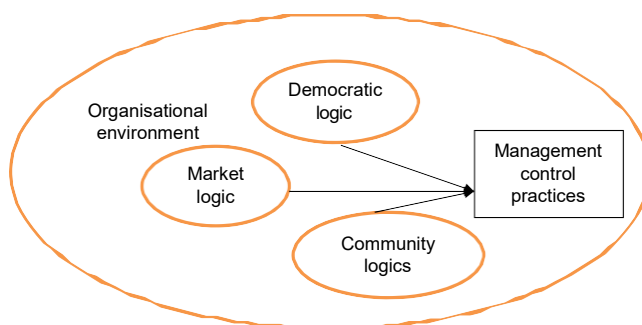 Organisational
environment
Democratic
logic
Market
logic
Community
logics
Management
control
practices